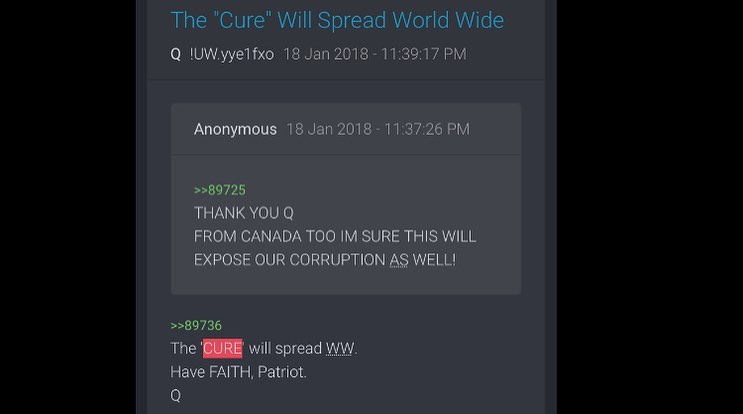 The "Cure" Will Spread World Wide
Q !UW.yye1fxo 18 Jan 2018 - 11:39:17 PM
Anonymous 18 Jan 2018 - 11:37:26 PM
>>89725
THANK YOU Q
FROM CANADA TOO IM SURE THIS WILL
EXPOSE OUR CORRUPTION AS WELL!
>>89736
The 'CURE' will spread WW.
Have FAITH, Patriot.
Q